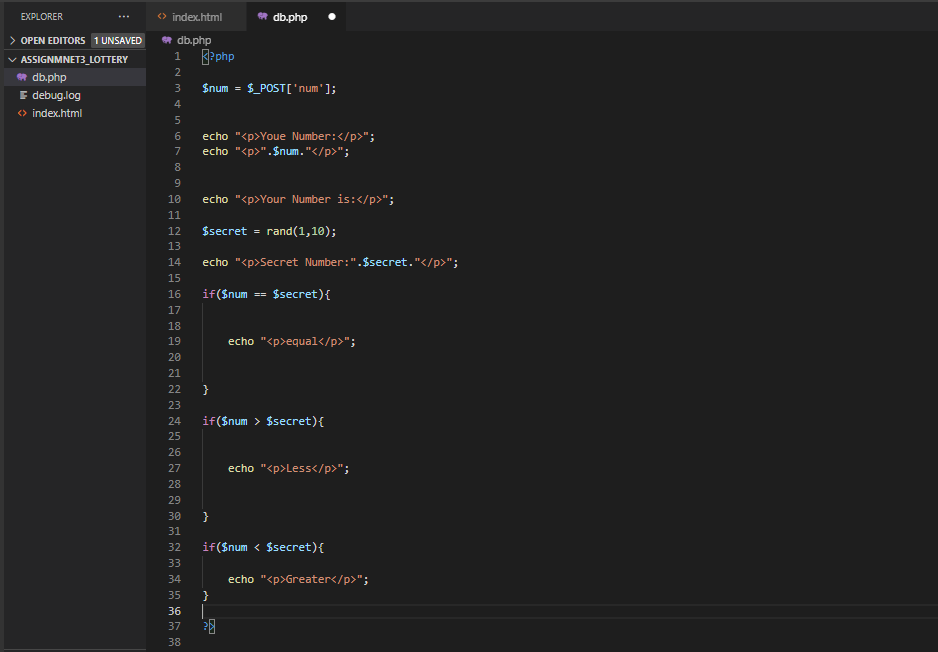 EXPLORER ...
index.html
db.php
OPEN EDITORS 1 UNSAVED
ASSIGNMNET3_LOTTERY
db.php
debug.log
index.html
db.php
1 <?php
2
3 $num = $_POST['num'];
4
5
6 echo "<p>Youe Number:</p>";
7 echo "<p>".$num."</p>";
8
9
10 echo "<p>Your Number is:</p>";
11
12 $secret = rand(1,10);
13
14 echo "<p>Secret Number:".$secret."</p>";
15
16 if($num == $secret){
17
18
19 echo "<p>equal</p>";
20
21
22 }
23
24 if($num > $secret){
25
26
27 echo "<p>Less</p>";
28
29
30 }
31
32 if($num < $secret){
33
34 echo "<p>Greater</p>";
35 }
36
37 ?>
38